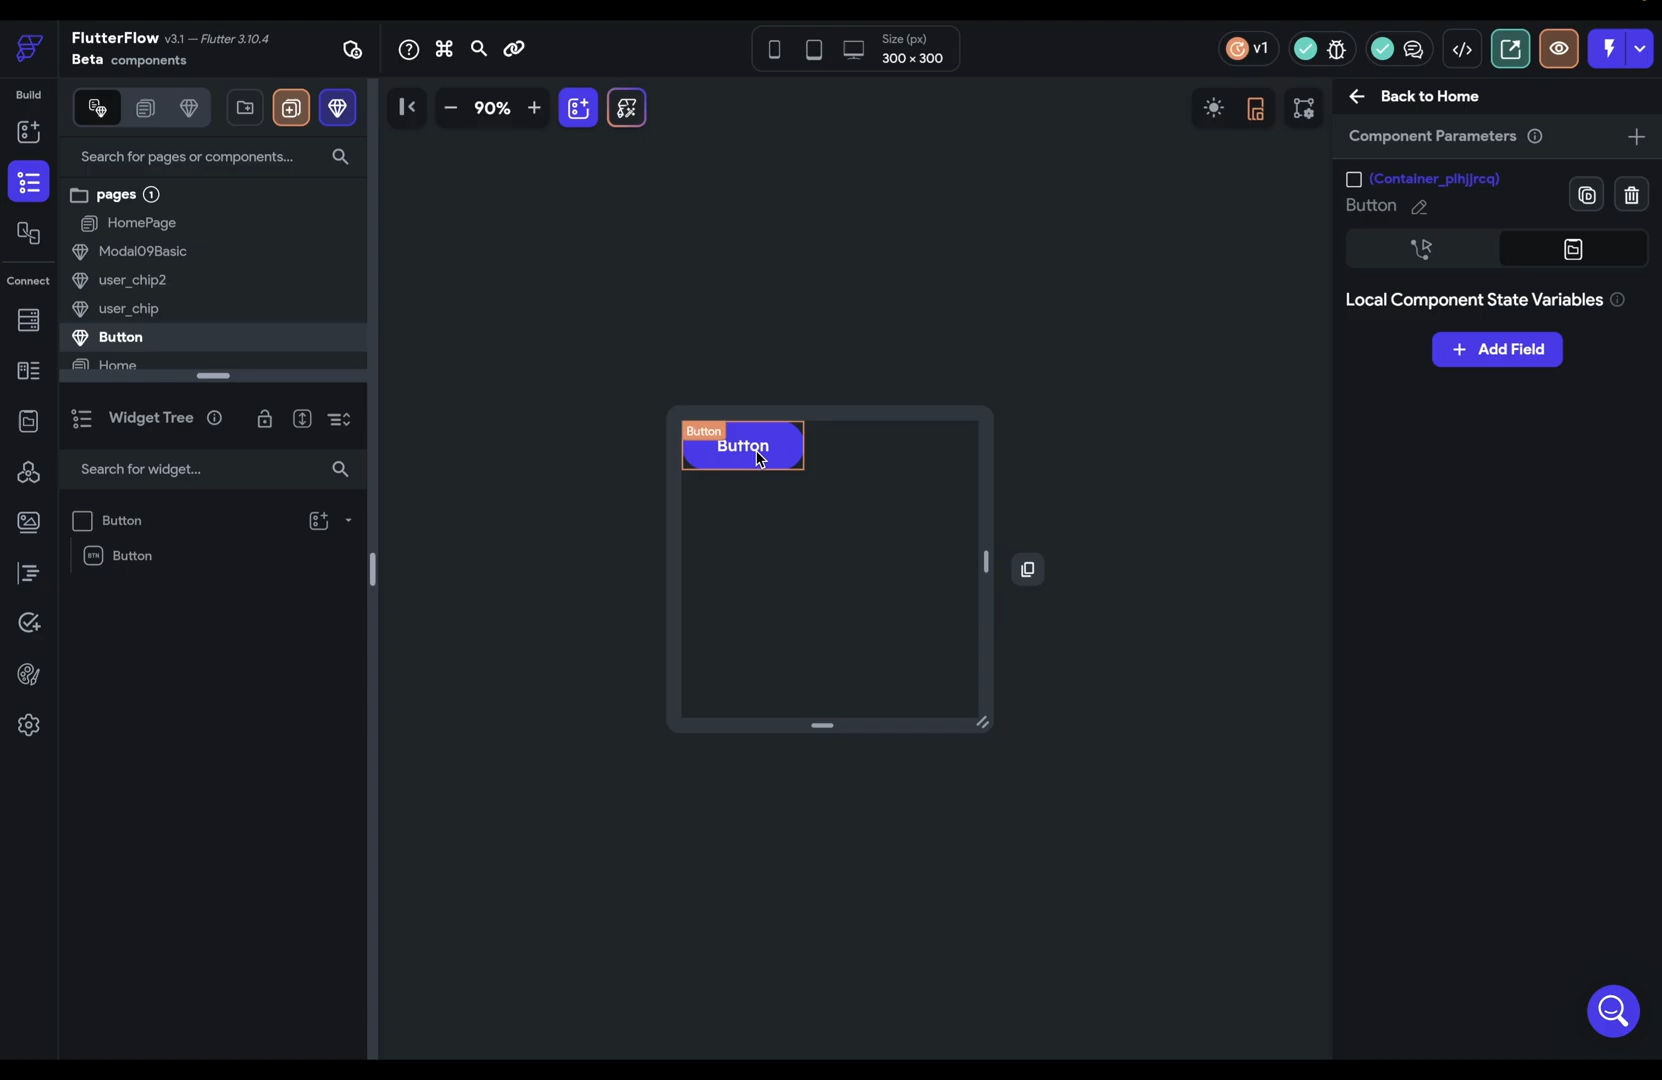 FlutterFlow v3.1 — Flutter 3.10.4
Beta components
Size (px)
300 × 300
v1
Build
90%
Back to Home
Search for pages or components...
Component Parameters
pages 1
HomePage
Modal09Basic
user_chip2
user_chip
Button
Home
Connect
(Container_plhjjrcq)
Button
Local Component State Variables
+ Add Field
Widget Tree
Search for widget...
Button
BTN Button
Button
Button